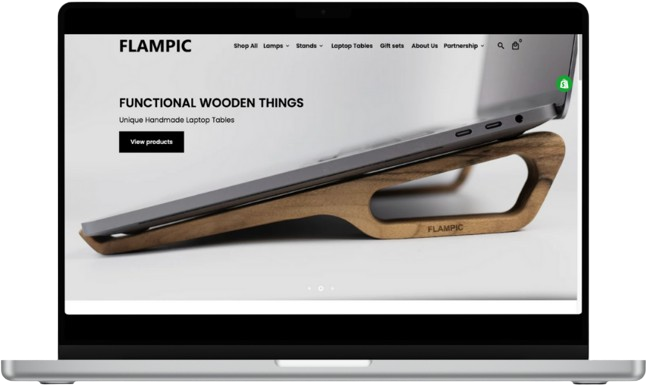 FLAMPIC
Shop All Lamps Stands Laptop Tables Gift sets About Us Partnership 0
FUNCTIONAL WOODEN THINGS
Unique Handmade Laptop Tables
View products
FLAMPIC